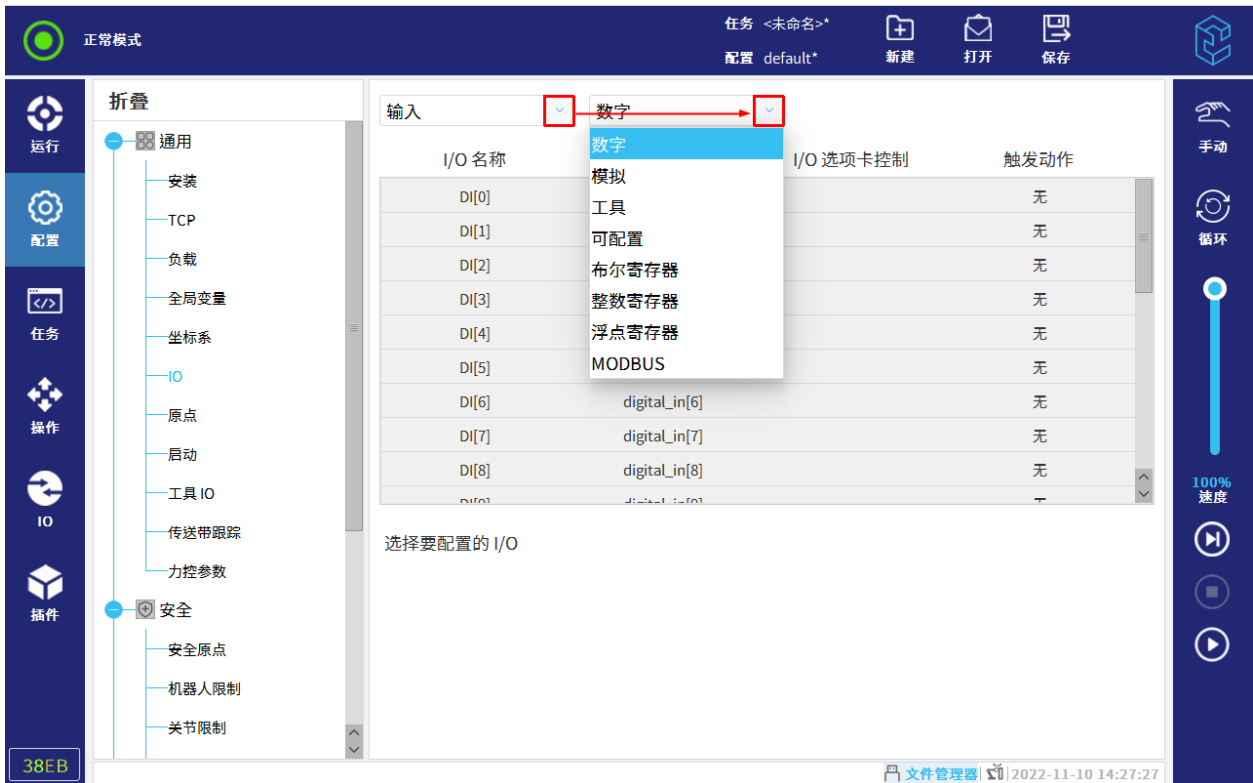 正常模式
任务 <未命名>*
配置 default*
新建
打开
保存
运行
配置
任务
操作
IO
插件
38EB
折叠
通用
安装
TCP
负载
全局变量
坐标系
IO
原点
启动
工具 IO
传送带跟踪
力控参数
安全
安全原点
机器人限制
关节限制
输入
数字
数字
模拟
工具
可配置
布尔寄存器
整数寄存器
浮点寄存器
MODBUS
I/O 名称 I/O 选项卡控制 触发动作
DI[0] 无
DI[1] 无
DI[2] 无
DI[3] 无
DI[4] 无
DI[5] 无
DI[6] digital_in[6] 无
DI[7] digital_in[7] 无
DI[8] digital_in[8] 无
选择要配置的 I/O
手动
循环
100%
速度
文件管理器
2022-11-10 14:27:27